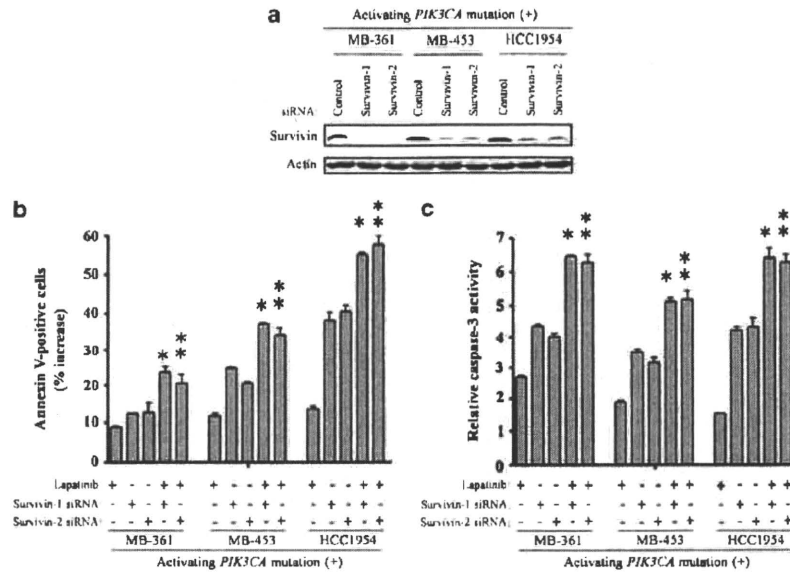 a
Activating PIK3CA mutation (+)
MB-361 MB-453 HCC1954
siRNA: Control Survivin-1 Survivin-2 Control Survivin-1 Survivin-2 Control Survivin-1 Survivin-2
Survivin
Actin
b
Annexin V-positive cells
(% increase)
60
50
40
30
20
10
0
* ** * ** * **
Lapatinib: + - - + + + - - + + + - - + +
Survivin-1 siRNA: - + - + - - + - + - - + - + -
Survivin-2 siRNA: - - + - + - - + - + - - + - +
MB-361 MB-453 HCC1954
Activating PIK3CA mutation (+)
c
Relative caspase-3 activity
7
6
5
4
3
2
1
0
* ** * ** * **
Lapatinib: + - - + + + - - + + + - - + +
Survivin-1 siRNA: - + - + - - + - + - - + - + -
Survivin-2 siRNA: - - + - + - - + - + - - + - +
MB-361 MB-453 HCC1954
Activating PIK3CA mutation (+)